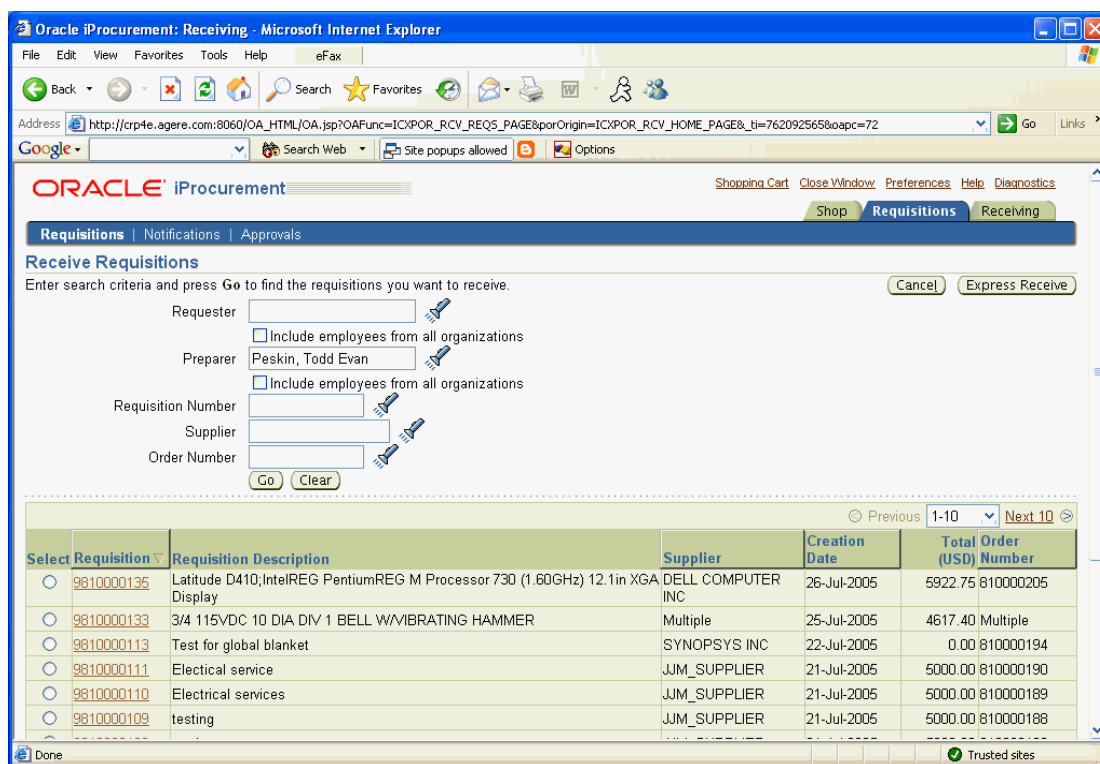 Oracle iProcurement: Receiving - Microsoft Internet Explorer
File Edit View Favorites Tools Help eFax
Back Search Favorites
Address http://crp4e.agere.com:8060/OA_HTML/OA.jsp?OAFunc=ICXPOR_RCV_REQS_PAGE&porOrigin=ICXPOR_RCV_HOME_PAGE&_ti=762092565&oapc=72 Go Links
Google Search Web Site popups allowed Options
ORACLE iProcurement
Shopping Cart Close Window Preferences Help Diagnostics
Shop Requisitions Receiving
Requisitions | Notifications | Approvals
Receive Requisitions
Enter search criteria and press Go to find the requisitions you want to receive. Cancel Express Receive
Requester
Include employees from all organizations
Preparer Peskin, Todd Evan
Include employees from all organizations
Requisition Number
Supplier
Order Number
Go Clear
Previous 1-10 Next 10
Select Requisition Requisition Description Supplier Creation Date Total (USD) Order Number
9810000135 Latitude D410;IntelREG PentiumREG M Processor 730 (1.60GHz) 12.1in XGA Display DELL COMPUTER INC 26-Jul-2005 5922.75 810000205
9810000133 3/4 115VDC 10 DIA DIV 1 BELL W/VIBRATING HAMMER Multiple 25-Jul-2005 4617.40 Multiple
9810000113 Test for global blanket SYNOPSYS INC 22-Jul-2005 0.00 810000194
9810000111 Electical service JJM_SUPPLIER 21-Jul-2005 5000.00 810000190
9810000110 Electrical services JJM_SUPPLIER 21-Jul-2005 5000.00 810000189
9810000109 testing JJM_SUPPLIER 21-Jul-2005 5000.00 810000188
Done Trusted sites